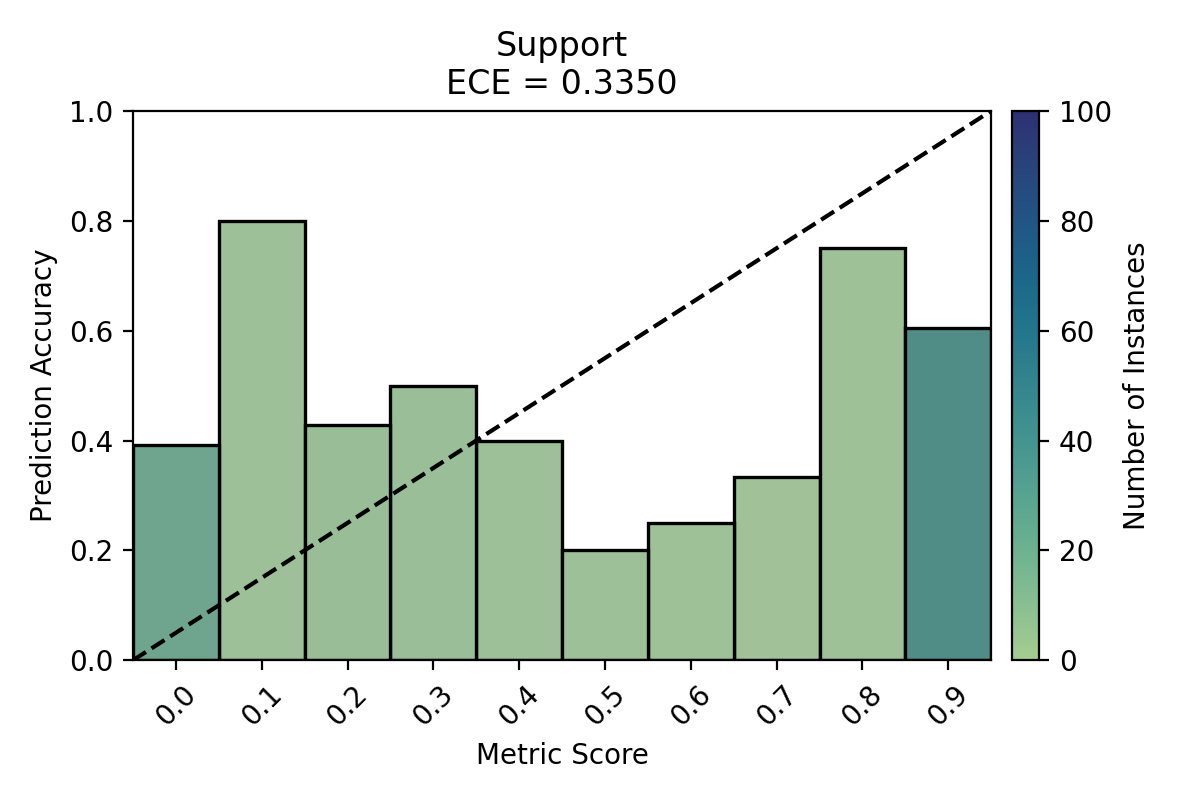 Support
ECE = 0.3350
1.0
0.8
0.6
0.4
0.2
0.0
Prediction Accuracy
0.0 0.1 0.2 0.3 0.4 0.5 0.6 0.7 0.8 0.9
Metric Score
100
80
60
40
20
0
Number of Instances